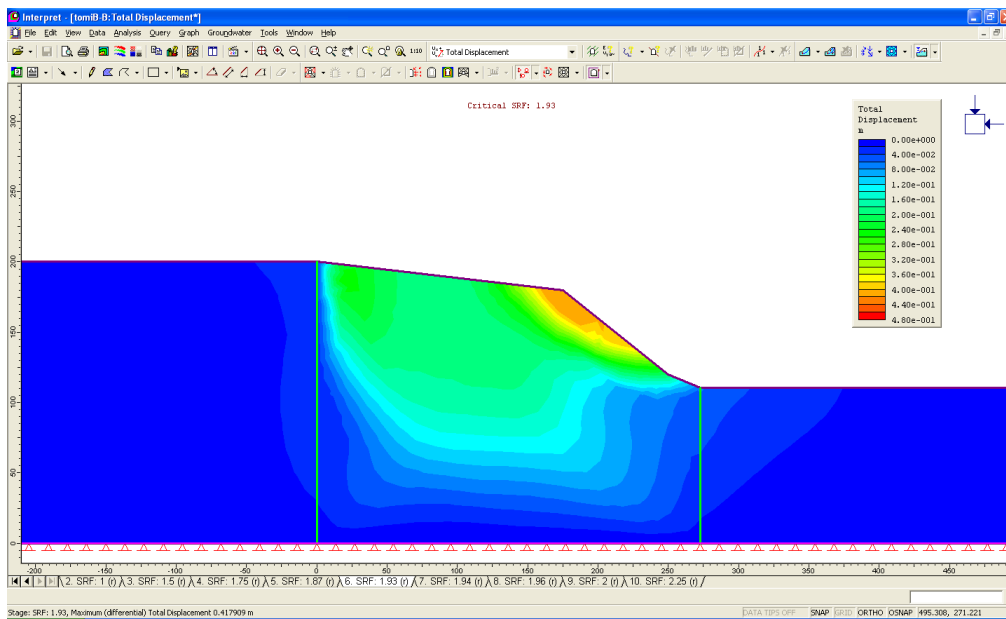 Interpret - [tomiB-B:Total Displacement*]
File Edit View Data Analysis Query Graph Groundwater Tools Window Help
1:10 Total Displacement
Critical SRF: 1.93
Total
Displacement
m
0.00e+000
4.00e-002
8.00e-002
1.20e-001
1.60e-001
2.00e-001
2.40e-001
2.80e-001
3.20e-001
3.60e-001
4.00e-001
4.40e-001
4.80e-001
300
250
200
150
100
50
0
-200 -150 -100 -50 0 50 100 150 200 250 300 350 400 450
2. SRF: 1 (r) 3. SRF: 1.5 (r) 4. SRF: 1.75 (r) 5. SRF: 1.87 (r) 6. SRF: 1.93 (r) 7. SRF: 1.94 (r) 8. SRF: 1.96 (r) 9. SRF: 2 (r) 10. SRF: 2.25 (r)
Stage: SRF: 1.93, Maximum (differential) Total Displacement 0.417909 m DATA TIPS OFF SNAP GRID ORTHO OSNAP 495.308, 271.221